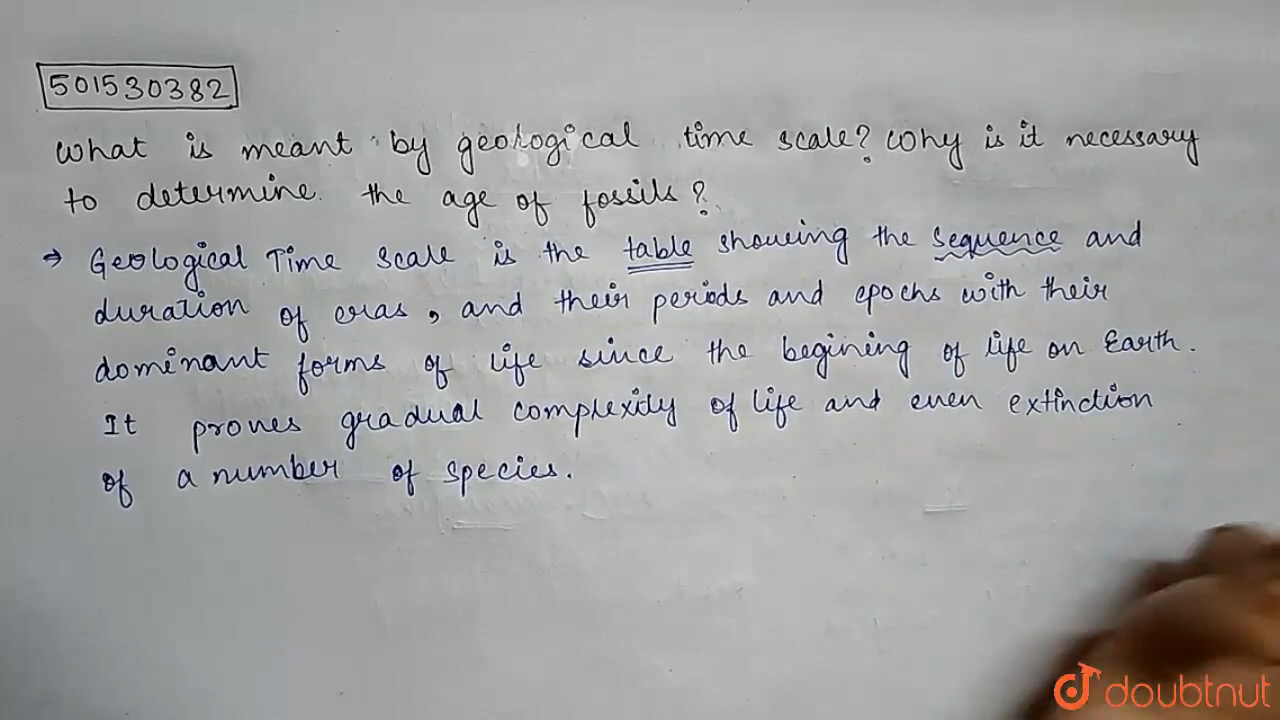 501530382
What is meant by geological time scale? Why is it necessary
to determine the age of fossils?
→ Geological Time Scale is the table showing the sequence and
duration of eras, and their periods and epochs with their
dominant forms of life since the begining of life on Earth.
It proves gradual complexity of life and even extinction
of a number of species.
doubtnut